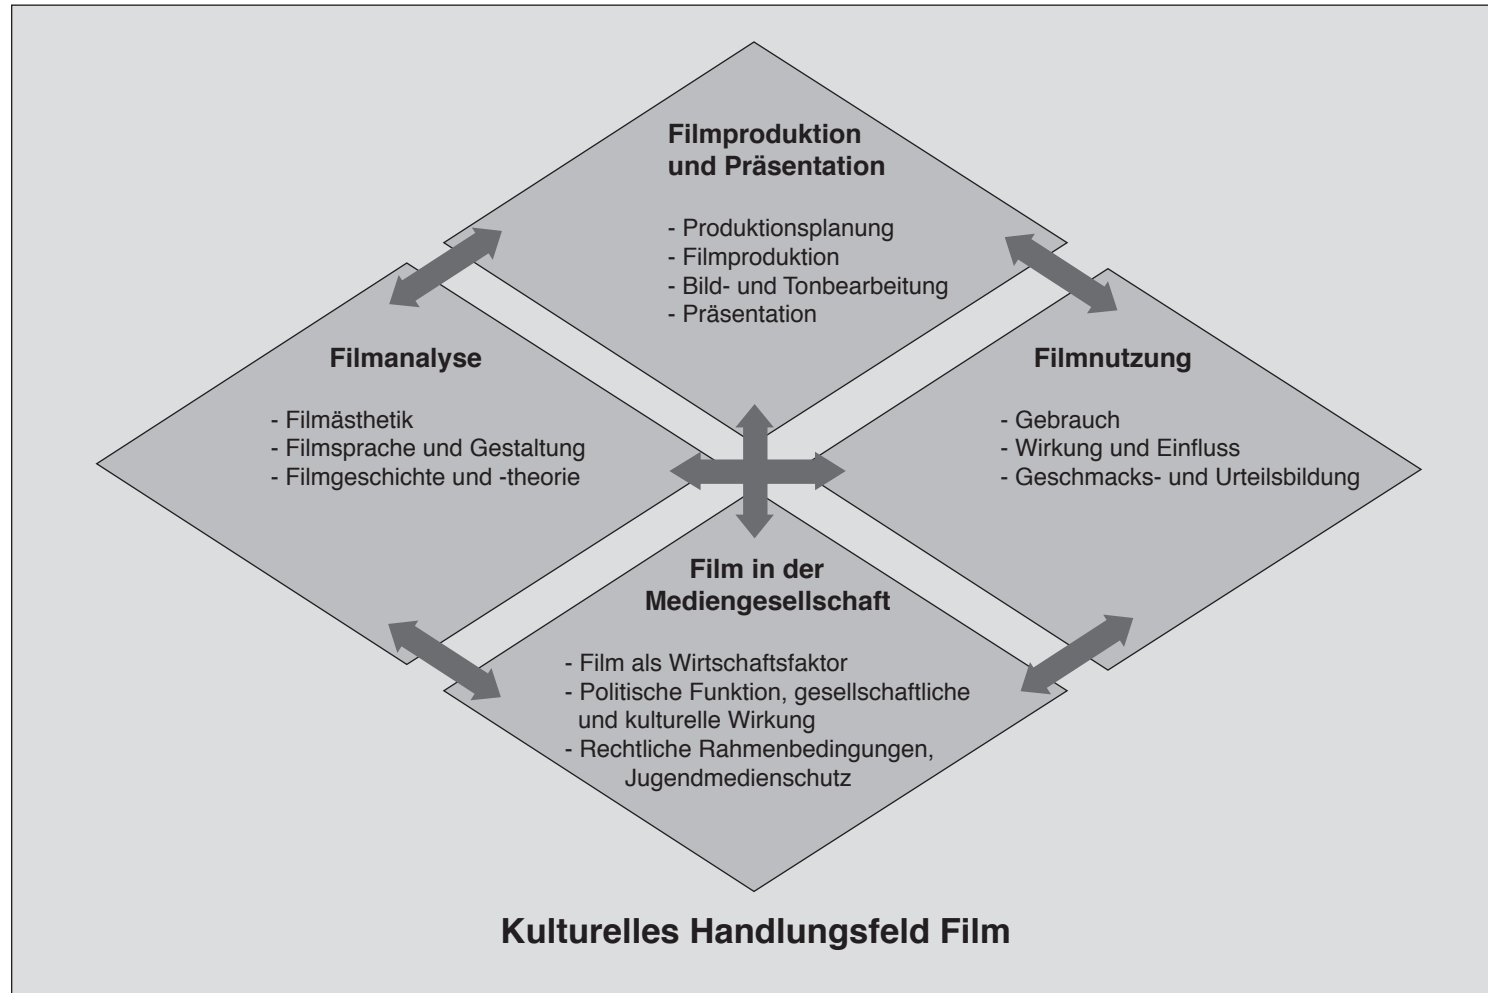 Filmproduktion
und Präsentation
- Produktionsplanung
- Filmproduktion
- Bild- und Tonbearbeitung
- Präsentation
Filmanalyse
- Filmästhetik
- Filmsprache und Gestaltung
- Filmgeschichte und -theorie
Filmnutzung
- Gebrauch
- Wirkung und Einfluss
- Geschmacks- und Urteilsbildung
Film in der
Mediengesellschaft
- Film als Wirtschaftsfaktor
- Politische Funktion, gesellschaftliche
und kulturelle Wirkung
- Rechtliche Rahmenbedingungen,
Jugendmedienschutz
Kulturelles Handlungsfeld Film